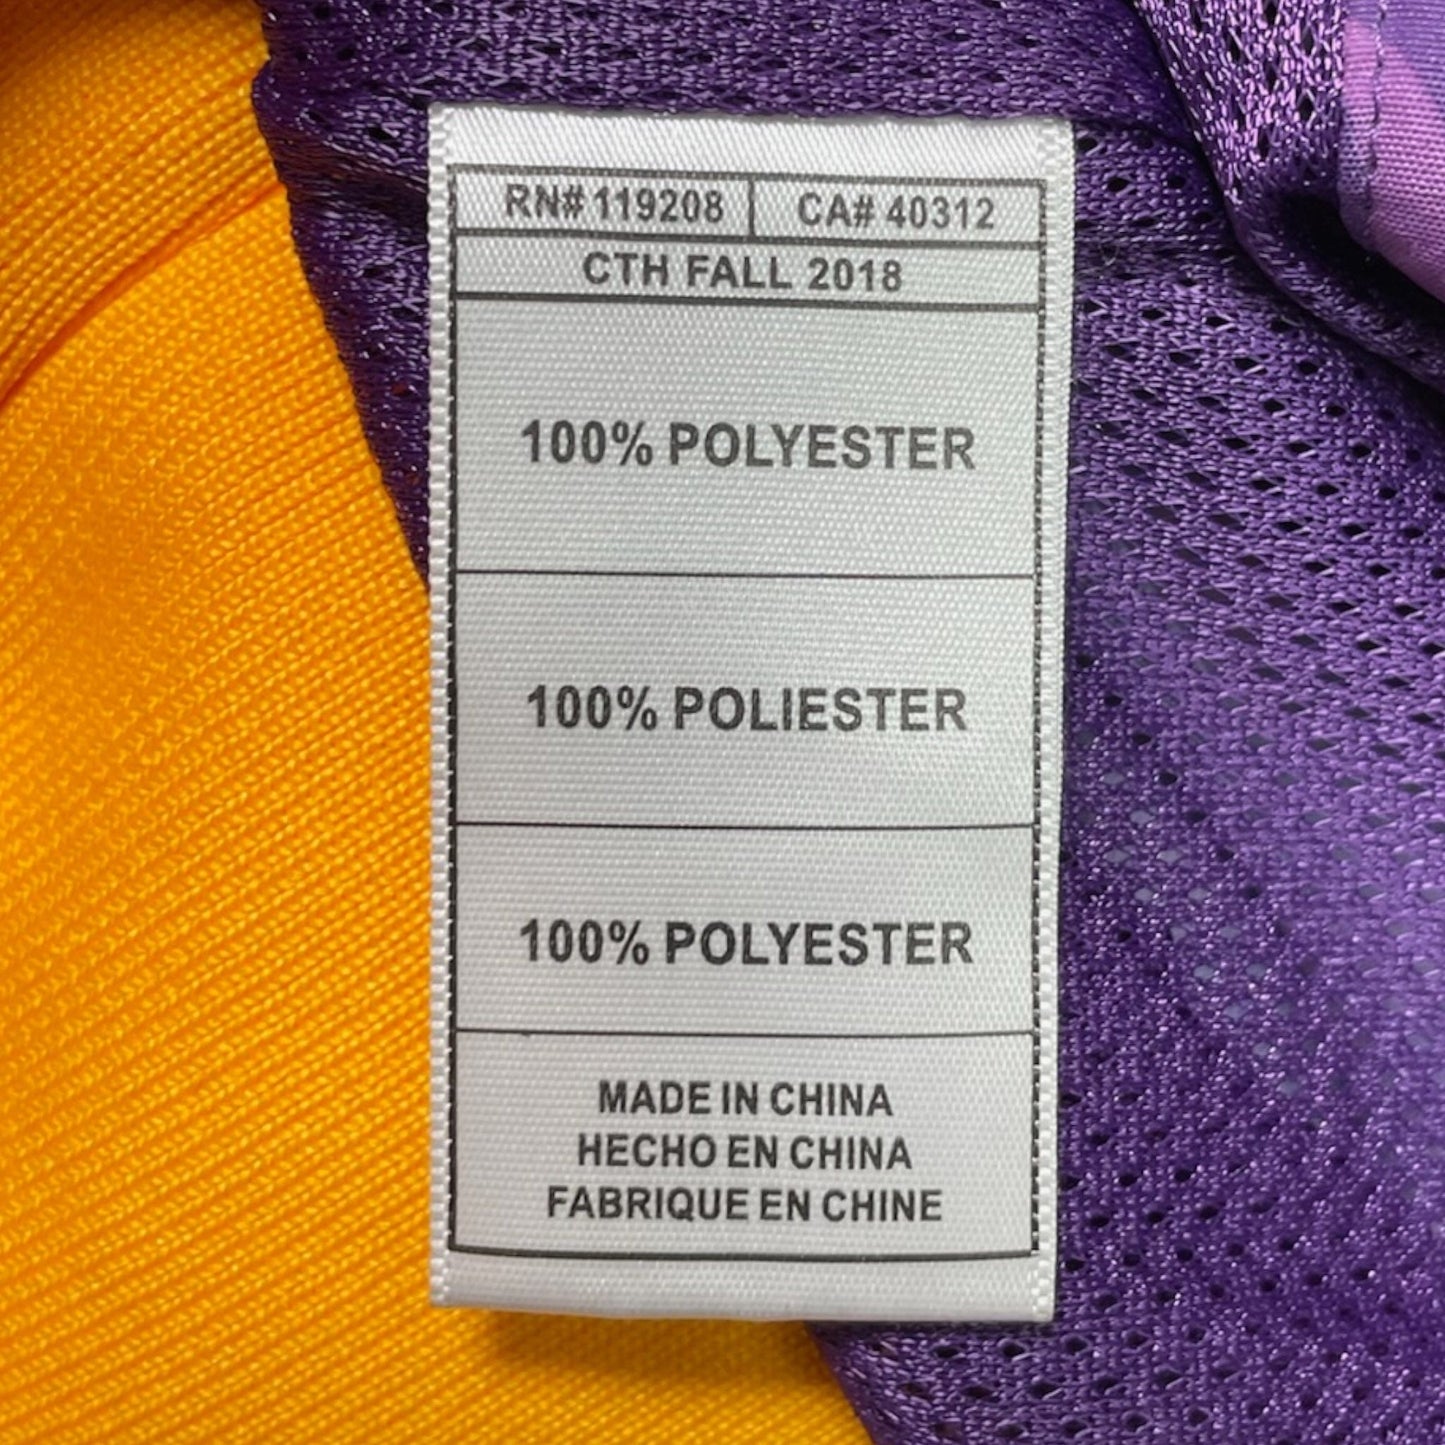 RN# 119208 CA# 40312
CTH FALL 2018
100% POLYESTER
100% POLIESTER
100% POLYESTER
MADE IN CHINA
HECHO EN CHINA
FABRIQUE EN CHINE